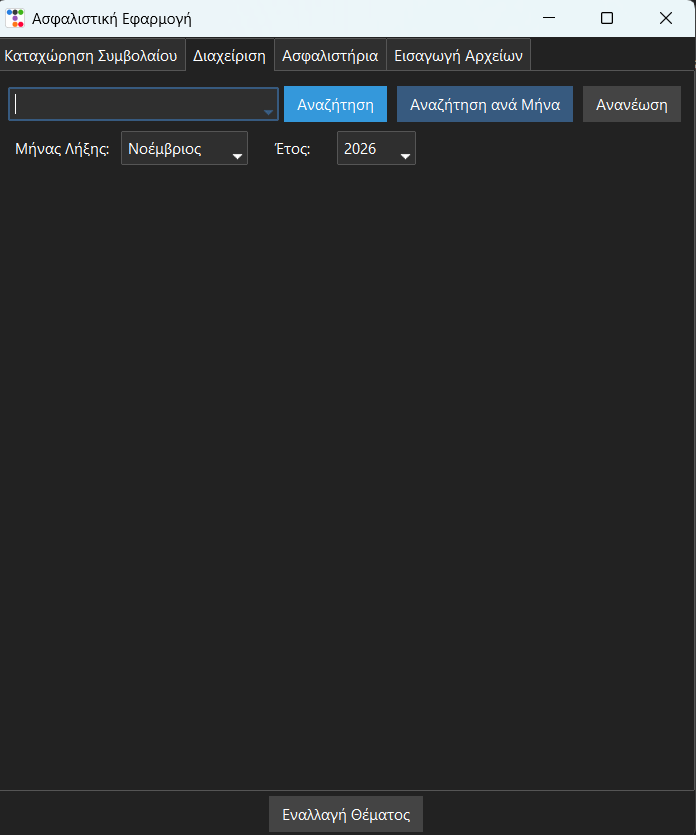 Ασφαλιστική Εφαρμογή
Καταχώρηση Συμβολαίου Διαχείριση Ασφαλιστήρια Εισαγωγή Αρχείων
Αναζήτηση Αναζήτηση ανά Μήνα Ανανέωση
Μήνας Λήξης: Νοέμβριος Έτος: 2026
Εναλλαγή Θέματος